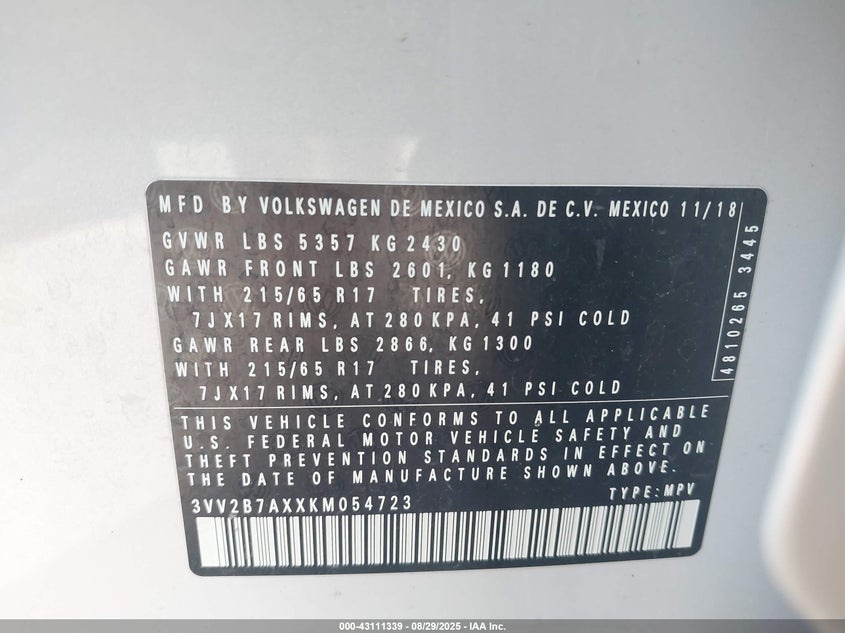 MFD BY VOLKSWAGEN DE MEXICO S.A. DE C.V. MEXICO 11/18
GVWR LBS 5357 KG 2430
GAWR FRONT LBS 2601, KG 1180
WITH 215/65 R17 TIRES,
7JX17 RIMS, AT 280 KPA, 41 PSI COLD
GAWR REAR LBS 2866, KG 1300
WITH 215/65 R17 TIRES,
7JX17 RIMS, AT 280 KPA, 41 PSI COLD
4810265 3445
THIS VEHICLE CONFORMS TO ALL APPLICABLE
U.S. FEDERAL MOTOR VEHICLE SAFETY AND
THEFT PREVENTION STANDARDS IN EFFECT ON
THE DATE OF MANUFACTURE SHOWN ABOVE.
3VV2B7AXXKM054723 TYPE: MPV
000-43111339 - 08/29/2025 - IAA Inc.